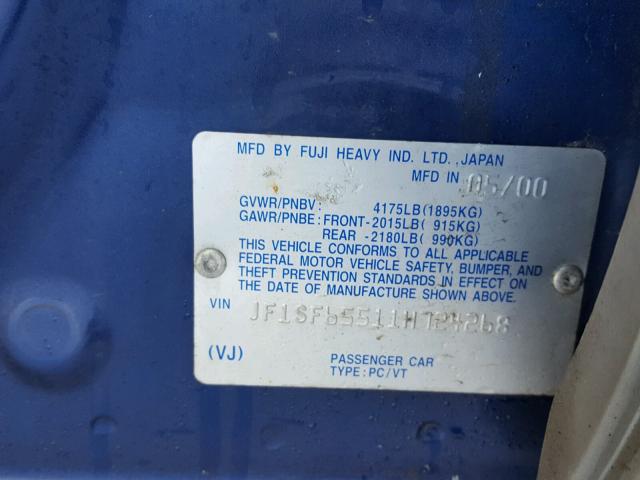 MFD BY FUJI HEAVY IND. LTD. ,JAPAN
MFD IN 05/00
GVWR/PNBV: 4175LB(1895KG)
GAWR/PNBE:FRONT-2015LB( 915KG)
REAR -2180LB( 990KG)
THIS VEHICLE CONFORMS TO ALL APPLICABLE
FEDERAL MOTOR VEHICLE SAFETY, BUMPER, AND
THEFT PREVENTION STANDARDS IN EFFECT ON
THE DATE OF MANUFACTURE SHOWN ABOVE.
VIN JF1SF65511H724268
(VJ) PASSENGER CAR
TYPE:PC/VT